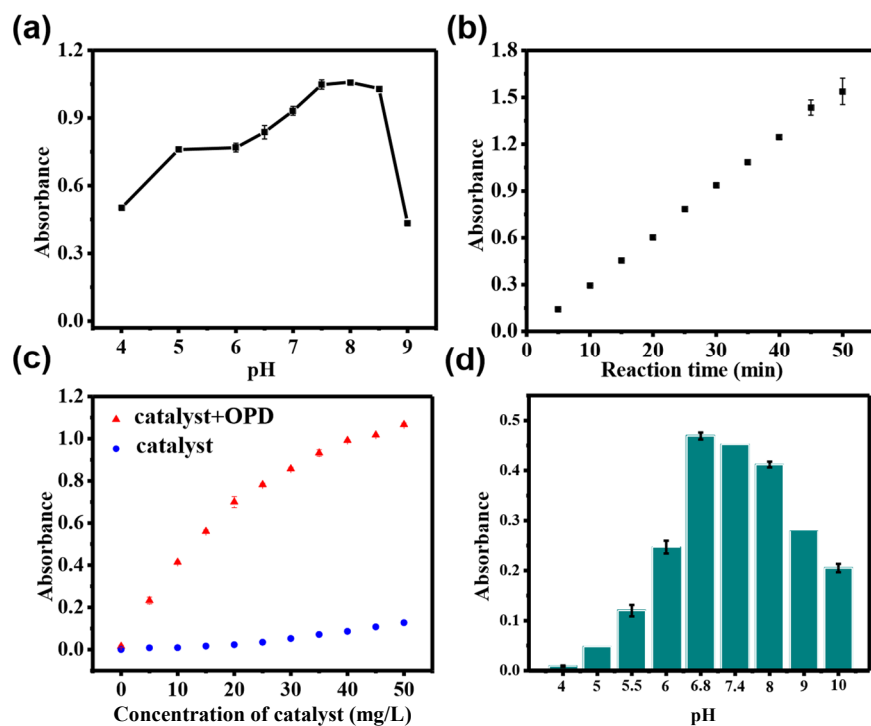 (a)
1.2
0.9
0.6
0.3
0.0
Absorbance
4 5 6 7 8 9
pH
(b)
1.8
1.5
1.2
0.9
0.6
0.3
0.0
Absorbance
0 10 20 30 40 50
Reaction time (min)
(c)
1.2
1.0
0.8
0.6
0.4
0.2
0.0
Absorbance
catalyst+OPD
catalyst
0 10 20 30 40 50
Concentration of catalyst (mg/L)
(d)
0.5
0.4
0.3
0.2
0.1
0.0
Absorbance
4 5 5.5 6 6.8 7.4 8 9 10
pH